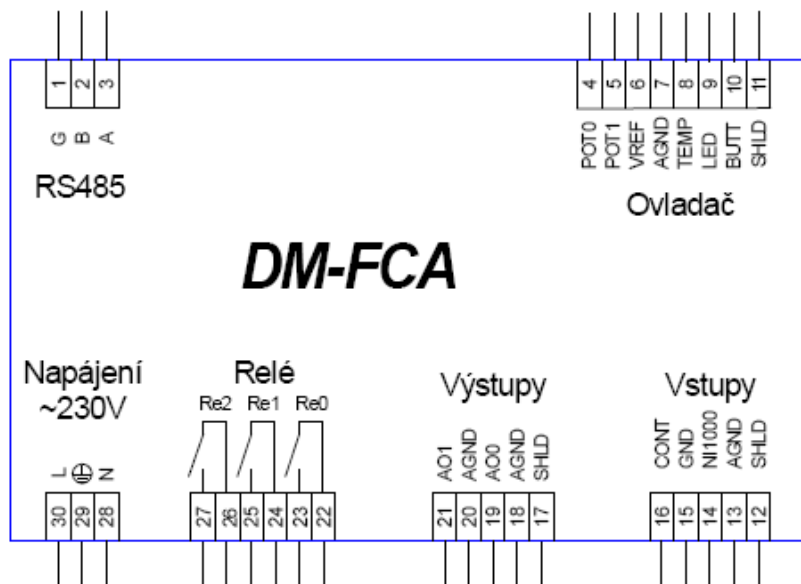 1 2 3
G B A
RS485
4 5 6 7 8 9 10 11
POT0 POT1 VREF AGND TEMP LED BUTT SHLD
Ovladač
DM-FCA
Napájení
~230V
L N
30 29 28
Relé
Re2 Re1 Re0
27 26 25 24 23 22
Výstupy
AO1 AGND AO0 AGND SHLD
21 20 19 18 17
Vstupy
CONT GND NI1000 AGND SHLD
16 15 14 13 12